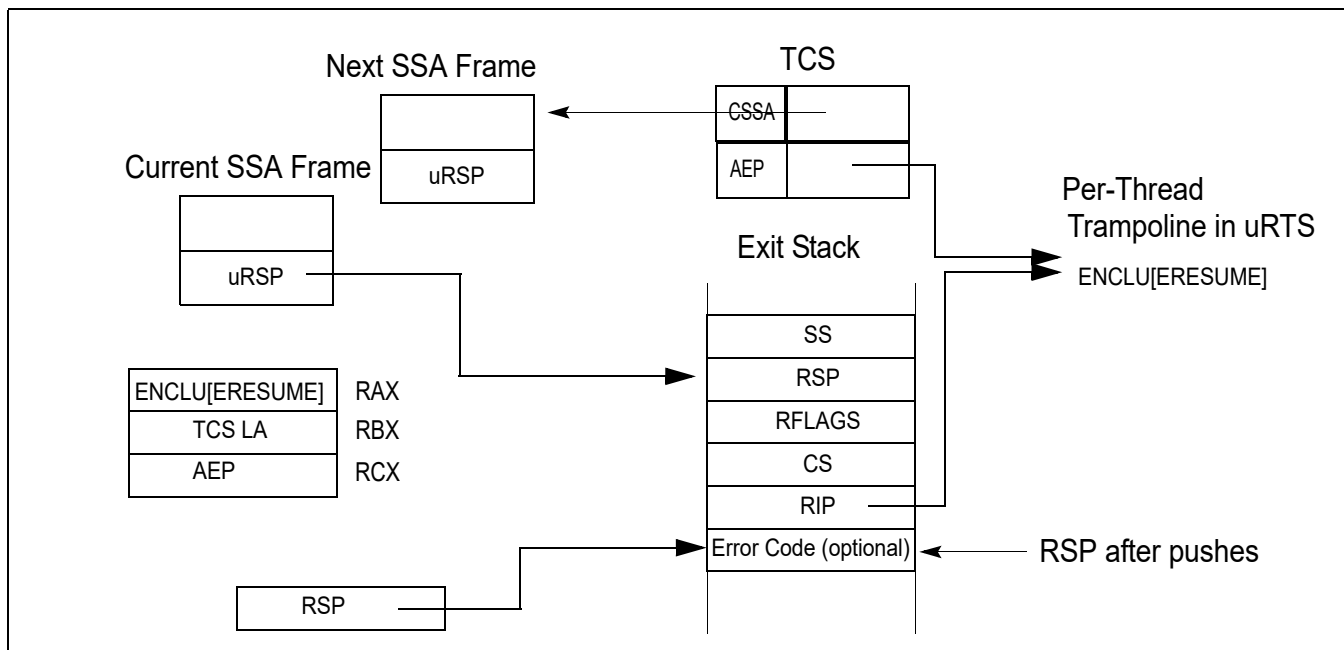 Next SSA Frame
TCS
CSSA
Current SSA Frame
uRSP
AEP
Per-Thread
Trampoline in uRTS
ENCLU[ERESUME]
uRSP
Exit Stack
SS
RSP
RFLAGS
CS
RIP
Error Code (optional)
RSP after pushes
ENCLU[ERESUME] RAX
TCS LA RBX
AEP RCX
RSP